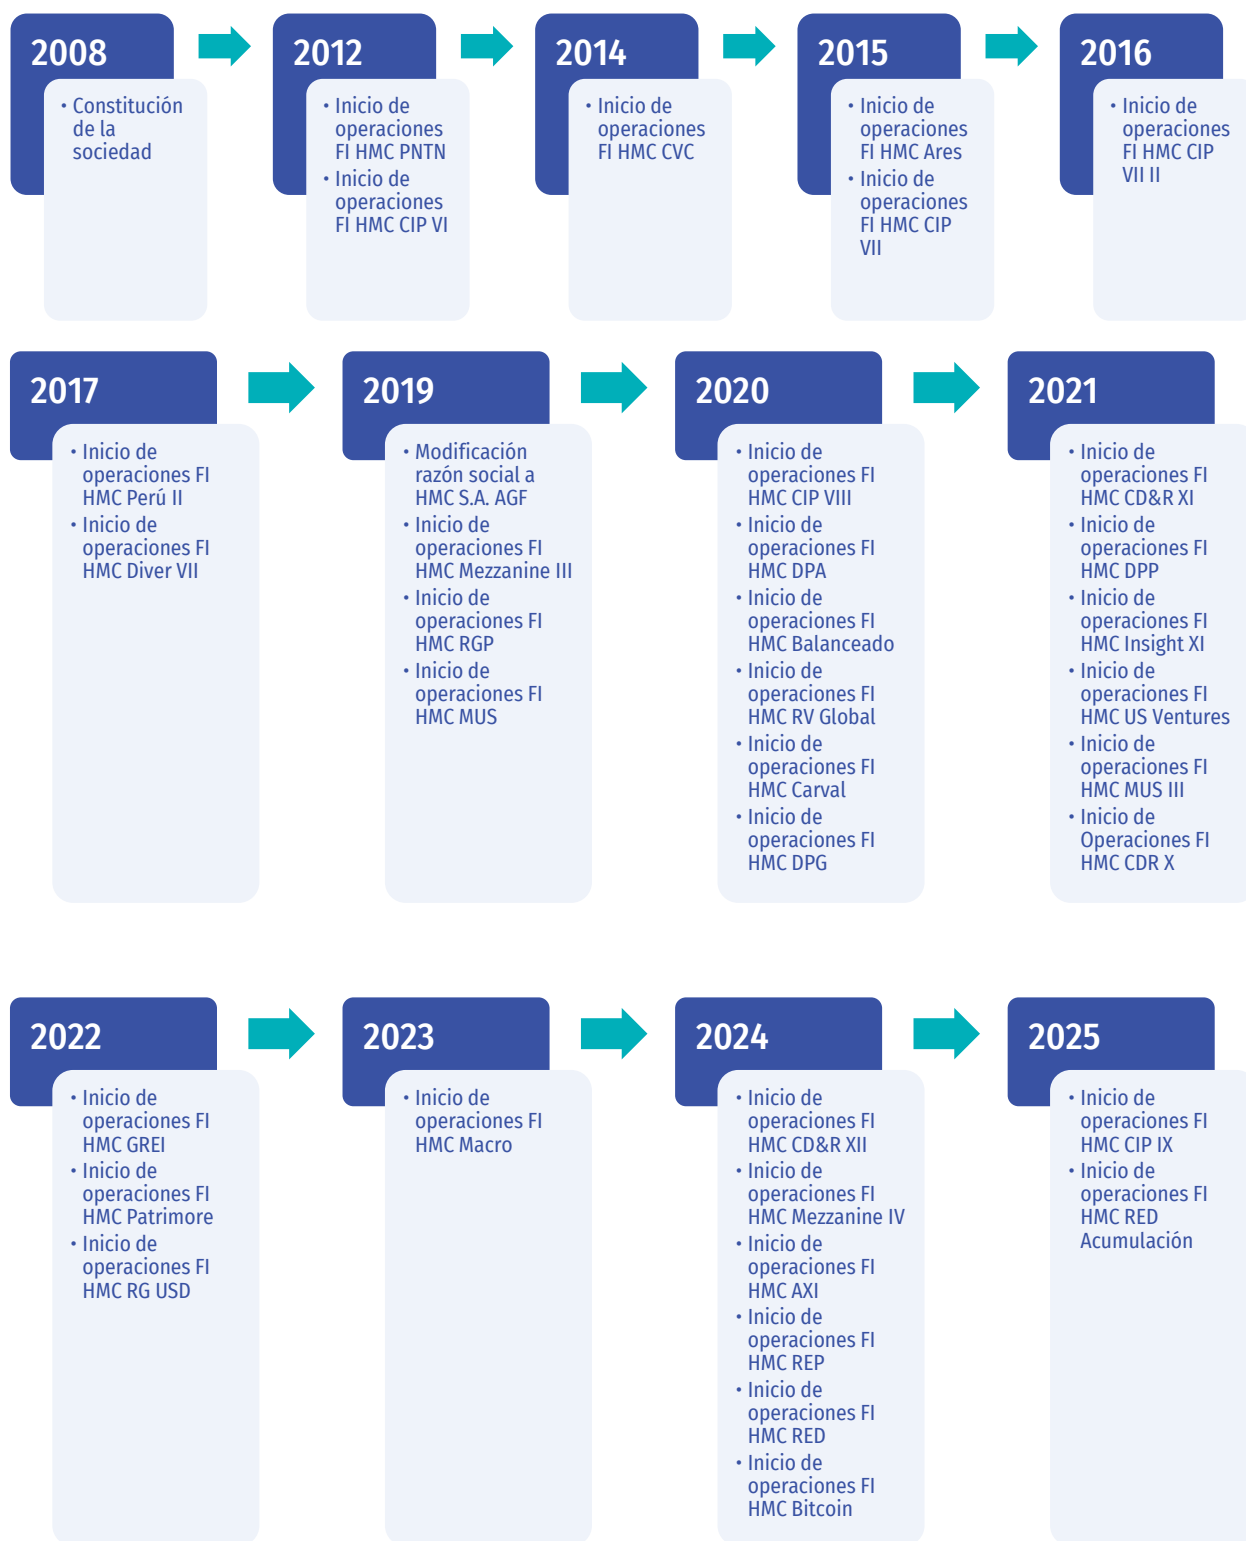 2008
• Constitución
de la
sociedad
2012
• Inicio de
operaciones
FI HMC PNTN
• Inicio de
operaciones
FI HMC CIP VI
2014
• Inicio de
operaciones
FI HMC CVC
2015
• Inicio de
operaciones
FI HMC Ares
• Inicio de
operaciones
FI HMC CIP
VII
2016
• Inicio de
operaciones
FI HMC CIP
VII II
2017
• Inicio de
operaciones FI
HMC Perú II
• Inicio de
operaciones FI
HMC Diver VII
2019
• Modificación
razón social a
HMC S.A. AGF
• Inicio de
operaciones FI
HMC Mezzanine III
• Inicio de
operaciones FI
HMC RGP
• Inicio de
operaciones FI
HMC MUS
2020
• Inicio de
operaciones FI
HMC CIP VIII
• Inicio de
operaciones FI
HMC DPA
• Inicio de
operaciones FI
HMC Balanceado
• Inicio de
operaciones FI
HMC RV Global
• Inicio de
operaciones FI
HMC Carval
• Inicio de
operaciones FI
HMC DPG
2021
• Inicio de
operaciones FI
HMC CD&R XI
• Inicio de
operaciones FI
HMC DPP
• Inicio de
operaciones FI
HMC Insight XI
• Inicio de
operaciones FI
HMC US Ventures
• Inicio de
operaciones FI
HMC MUS III
• Inicio de
Operaciones FI
HMC CDR X
2022
• Inicio de
operaciones FI
HMC GREI
• Inicio de
operaciones FI
HMC Patrimore
• Inicio de
operaciones FI
HMC RG USD
2023
• Inicio de
operaciones FI
HMC Macro
2024
• Inicio de
operaciones FI
HMC CD&R XII
• Inicio de
operaciones FI
HMC Mezzanine IV
• Inicio de
operaciones FI
HMC AXI
• Inicio de
operaciones FI
HMC REP
• Inicio de
operaciones FI
HMC RED
• Inicio de
operaciones FI
HMC Bitcoin
2025
• Inicio de
operaciones FI
HMC CIP IX
• Inicio de
operaciones FI
HMC RED
Acumulación